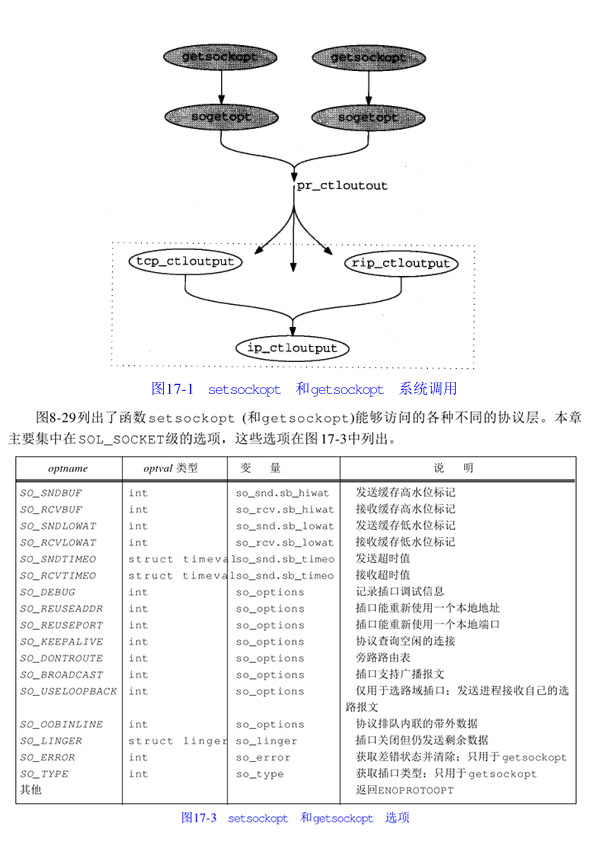 getsockopt getsockopt
sogetopt sogetopt
pr_ctloutout
tcp_ctloutput rip_ctloutput
ip_ctloutput
图17-1 setsockopt 和getsockopt 系统调用
图8-29列出了函数setsockopt (和getsockopt)能够访问的各种不同的协议层。本章
主要集中在SOL_SOCKET级的选项，这些选项在图17-3中列出。
optname optval 类型 变 量 说 明
SO_SNDBUF int so_snd.sb_hiwat 发送缓存高水位标记
SO_RCVBUF int so_rcv.sb_hiwat 接收缓存高水位标记
SO_SNDLOWAT int so_snd.sb_lowat 发送缓存低水位标记
SO_RCVLOWAT int so_rcv.sb_lowat 接收缓存低水位标记
SO_SNDTIMEO struct timeval so_snd.sb_timeo 发送超时值
SO_RCVTIMEO struct timeval so_snd.sb_timeo 接收超时值
SO_DEBUG int so_options 记录插口调试信息
SO_REUSEADDR int so_options 插口能重新使用一个本地地址
SO_REUSEPORT int so_options 插口能重新使用一个本地端口
SO_KEEPALIVE int so_options 协议查询空闲的连接
SO_DONTROUTE int so_options 旁路路由表
SO_BROADCAST int so_options 插口支持广播报文
SO_USELOOPBACK int so_options 仅用于选路域插口；发送进程接收自己的选
路报文
SO_OOBINLINE int so_options 协议排队内联的带外数据
SO_LINGER struct linger so_linger 插口关闭但仍发送剩余数据
SO_ERROR int so_error 获取差错状态并清除；只用于getsockopt
SO_TYPE int so_type 获取插口类型；只用于getsockopt
其他 返回ENOPROTOOPT
图17-3 setsockopt 和getsockopt 选项